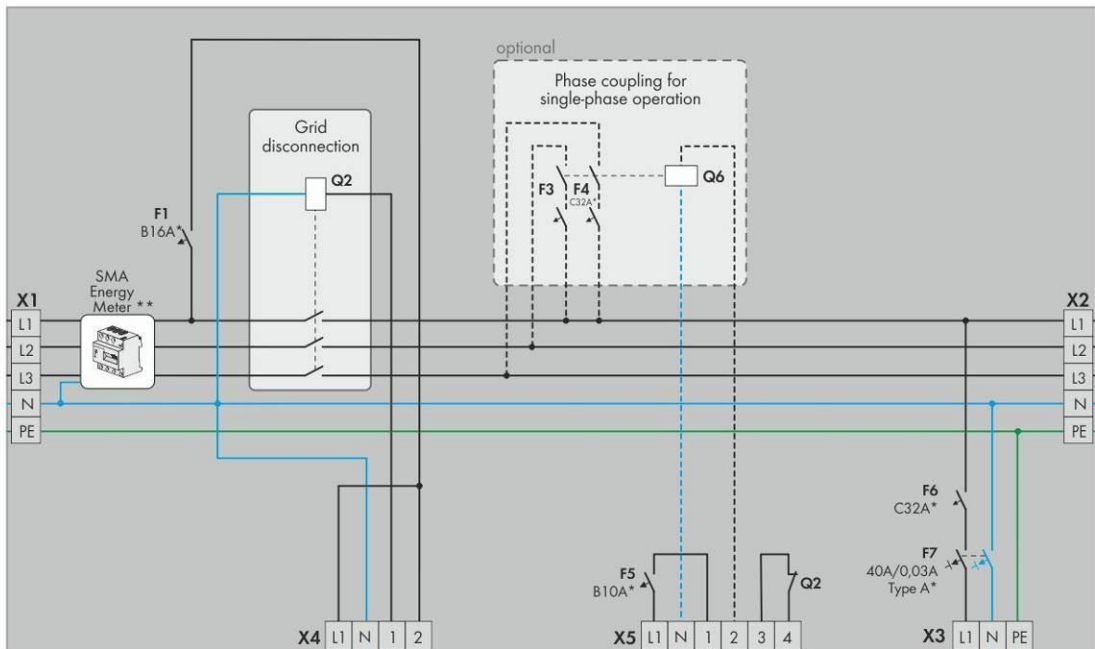 optional
Phase coupling for
single-phase operation
Grid
disconnection
Q2
Q6
F3
F4
C32A*
F1
B16A*
SMA
Energy
Meter **
X1
X2
L1
L1
L2
L2
L3
L3
N
N
PE
PE
F6
C32A*
F7
40A/0,03A
Type A*
F5
B10A*
Q2
X4 L1 N 1 2
X5 L1 N 1 2 3 4
X3 L1 N PE